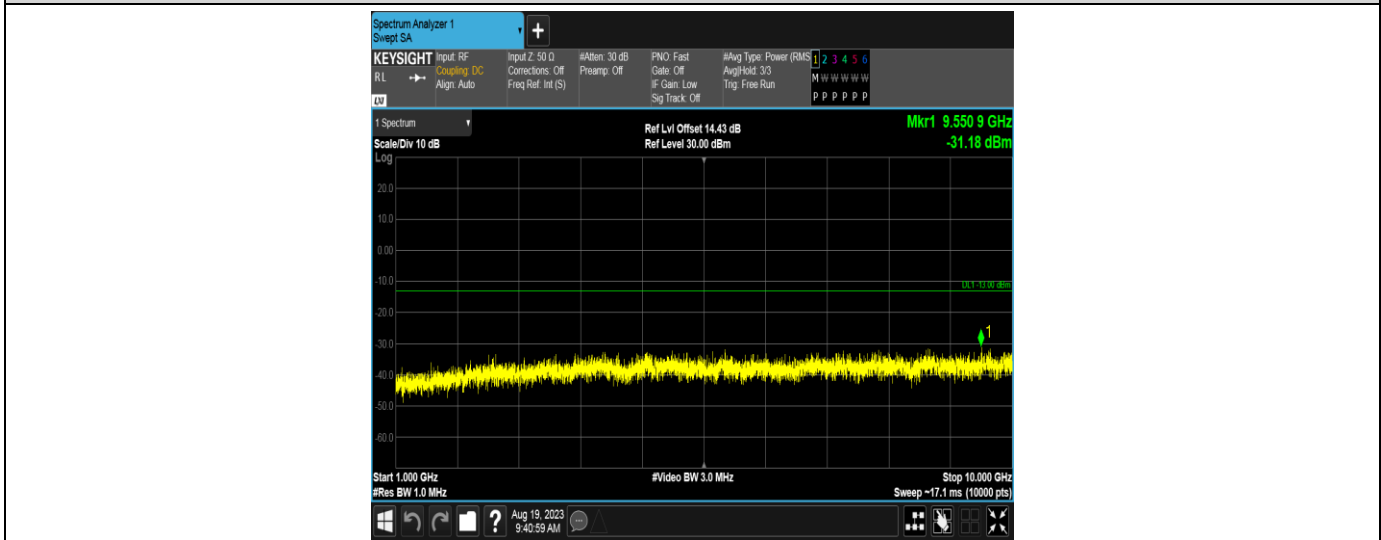 Spectrum Analyzer 1
Swept SA
+
KEYSIGHT Input: RF Input Z: 50 Ω #Atten: 30 dB PNO: Fast #Avg Type: Power (RMS 1 2 3 4 5 6
RL Coupling: DC Corrections: Off Preamp: Off Gate: Off Avg|Hold: 3/3 M W W W W W
Align: Auto Freq Ref: Int (S) IF Gain: Low Trig: Free Run
LXI Sig Track: Off P P P P P P
1 Spectrum Ref Lvl Offset 14.43 dB Mkr1 9.550 9 GHz
Scale/Div 10 dB Ref Level 30.00 dBm -31.18 dBm
Log
20.0
10.0
0.00
-10.0
DL1 -13.00 dBm
-20.0
1
-30.0
-40.0
-50.0
-60.0
Start 1.000 GHz #Video BW 3.0 MHz Stop 10.000 GHz
#Res BW 1.0 MHz Sweep ~17.1 ms (10000 pts)
? Aug 19, 2023
9:40:59 AM